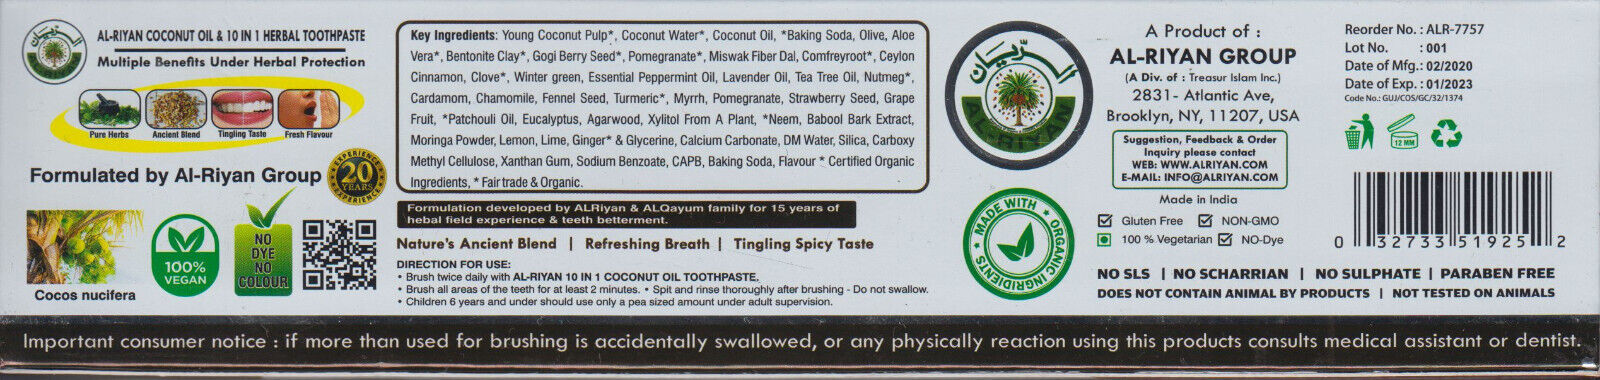 AL-RIYAN COCONUT OIL & 10 IN 1 HERBAL TOOTHPASTE
Multiple Benefits Under Herbal Protection
AL-RIYAN
Pure Herbs
Ancient Blend
Tingling Taste
Fresh Flavour
Formulated by Al-Riyan Group
EXPERIENCE
20
YEARS
EXPERIENCE
Cocos nucifera
100%
VEGAN
NO
DYE
NO
COLOUR
Key Ingredients: Young Coconut Pulp*, Coconut Water*, Coconut Oil, *Baking Soda, Olive, Aloe
Vera*, Bentonite Clay*, Gogi Berry Seed*, Pomegranate*, Miswak Fiber Dal, Comfreyroot*, Ceylon
Cinnamon, Clove*, Winter green, Essential Peppermint Oil, Lavender Oil, Tea Tree Oil, Nutmeg*,
Cardamom, Chamomile, Fennel Seed, Turmeric*, Myrrh, Pomegranate, Strawberry Seed, Grape
Fruit, *Patchouli Oil, Eucalyptus, Agarwood, Xylitol From A Plant, *Neem, Babool Bark Extract,
Moringa Powder, Lemon, Lime, Ginger* & Glycerine, Calcium Carbonate, DM Water, Silica, Carboxy
Methyl Cellulose, Xanthan Gum, Sodium Benzoate, CAPB, Baking Soda, Flavour * Certified Organic
Ingredients, * Fair trade & Organic.
Formulation developed by ALRiyan & ALQayum family for 15 years of
hebal field experience & teeth betterment.
Nature's Ancient Blend | Refreshing Breath | Tingling Spicy Taste
DIRECTION FOR USE:
• Brush twice daily with AL-RIYAN 10 IN 1 COCONUT OIL TOOTHPASTE,
• Brush all areas of the teeth for at least 2 minutes. • Spit and rinse thoroughly after brushing - Do not swallow.
• Children 6 years and under should use only a pea sized amount under adult supervision.
الريان
AL-RIYAN
MADE WITH
ORGANIC INGRIDIENTS
A Product of :
AL-RIYAN GROUP
(A Div. of : Treasur Islam Inc.)
2831- Atlantic Ave,
Brooklyn, NY, 11207, USA
Suggestion, Feedback & Order
Inquiry please contact
WEB: WWW.ALRIYAN.COM
E-MAIL: INFO@ALRIYAN.COM
Made in India
Gluten Free NON-GMO
100 % Vegetarian NO-Dye
NO SLS | NO SCHARRIAN | NO SULPHATE | PARABEN FREE
DOES NOT CONTAIN ANIMAL BY PRODUCTS | NOT TESTED ON ANIMALS
Reorder No. : ALR-7757
Lot No. : 001
Date of Mfg. : 02/2020
Date of Exp. : 01/2023
Code No.: GUJ/COS/GC/32/1374
12 MM
0 32733 51925 2
Important consumer notice : if more than used for brushing is accidentally swallowed, or any physically reaction using this products consults medical assistant or dentist.